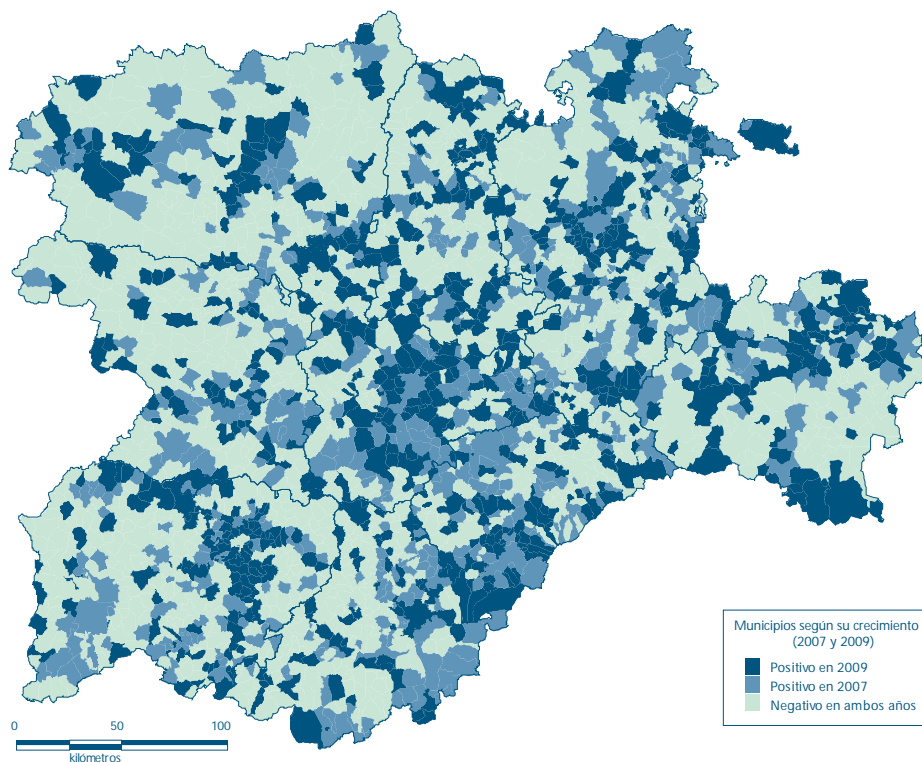 Municipios según su crecimiento
(2007 y 2009)
Positivo en 2009
Positivo en 2007
Negativo en ambos años
0 50 100
kilómetros